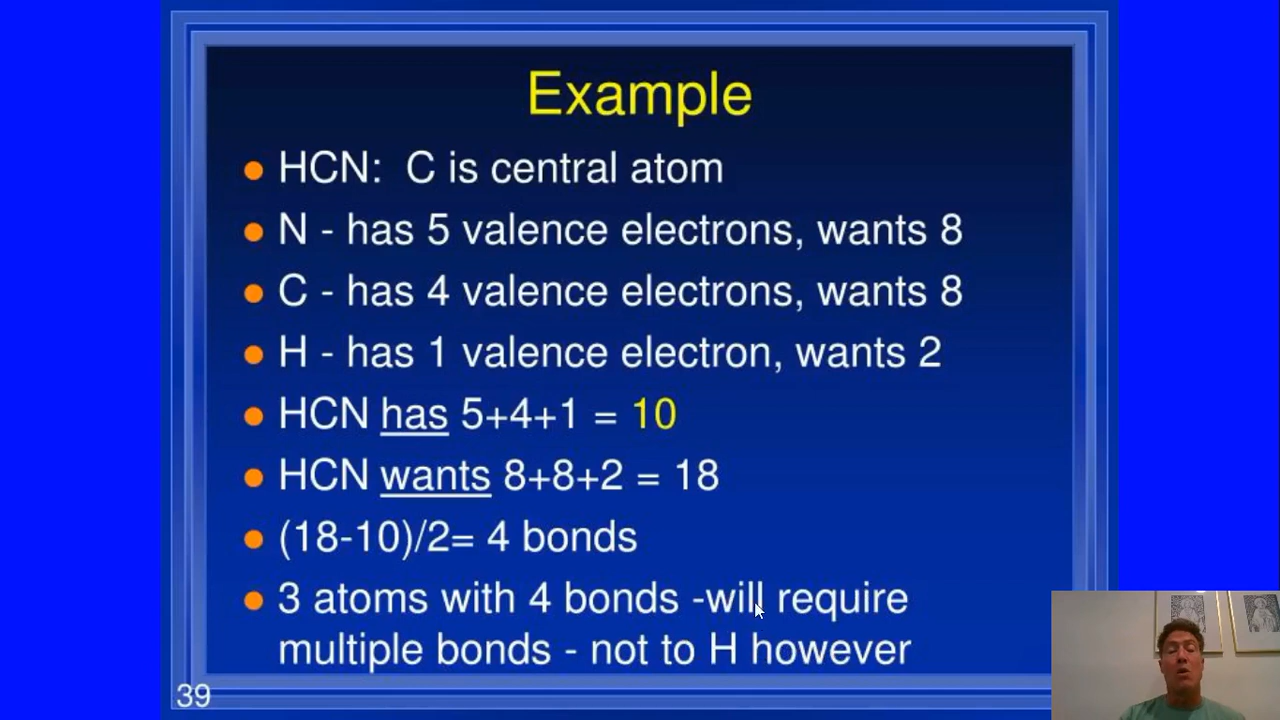 Example
HCN: C is central atom
N - has 5 valence electrons, wants 8
C - has 4 valence electrons, wants 8
H - has 1 valence electron, wants 2
HCN has 5+4+1 = 10
HCN wants 8+8+2 = 18
(18-10)/2= 4 bonds
3 atoms with 4 bonds -will require
multiple bonds - not to H however
39